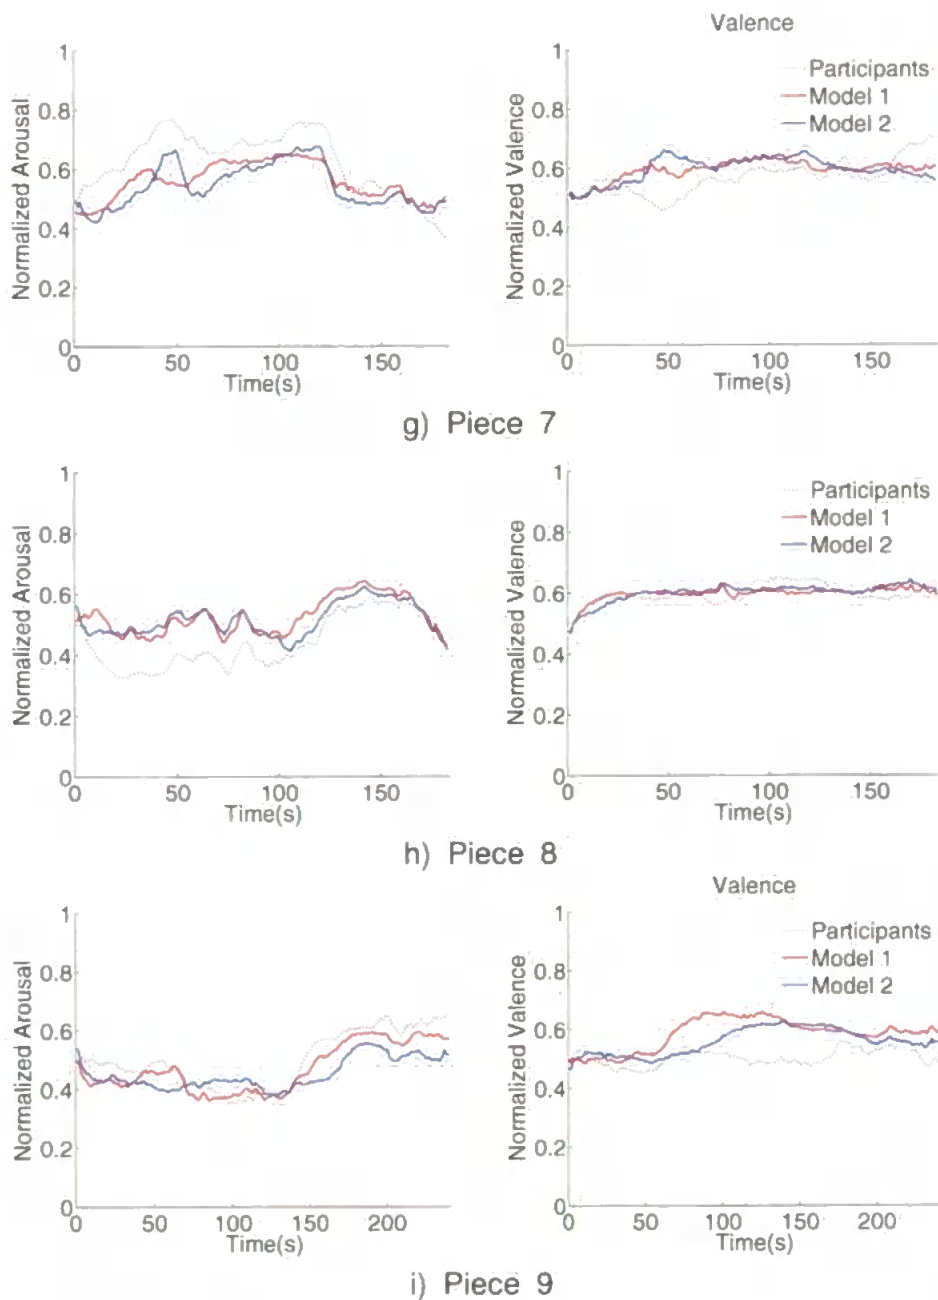 Valence
1
0.8
0.6
0.4
0.2
0
Normalized Arousal
0 50 100 150
Time(s)
1
0.8
0.6
0.4
0.2
0
Normalized Valence
0 50 100 150
Time(s)
Participants
Model 1
Model 2
g) Piece 7
1
0.8
0.6
0.4
0.2
0
Normalized Arousal
0 50 100 150
Time(s)
1
0.8
0.6
0.4
0.2
0
Normalized Valence
0 50 100 150
Time(s)
Participants
Model 1
Model 2
h) Piece 8
Valence
1
0.8
0.6
0.4
0.2
0
Normalized Arousal
0 50 100 150 200
Time(s)
1
0.8
0.6
0.4
0.2
0
Normalized Valence
0 50 100 150 200
Time(s)
Participants
Model 1
Model 2
i) Piece 9